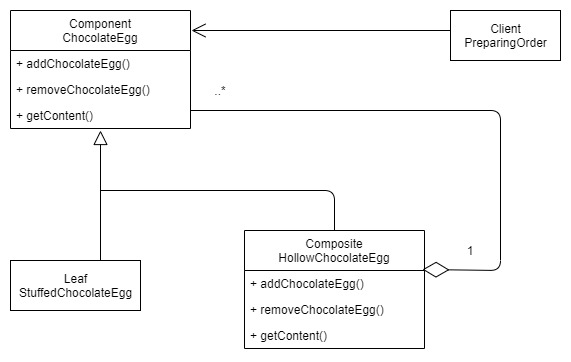 Component
ChocolateEgg
+ addChocolateEgg()
+ removeChocolateEgg()
+ getContent()
Client
PreparingOrder
..*
Composite
HollowChocolateEgg
+ addChocolateEgg()
+ removeChocolateEgg()
+ getContent()
1
Leaf
StuffedChocolateEgg